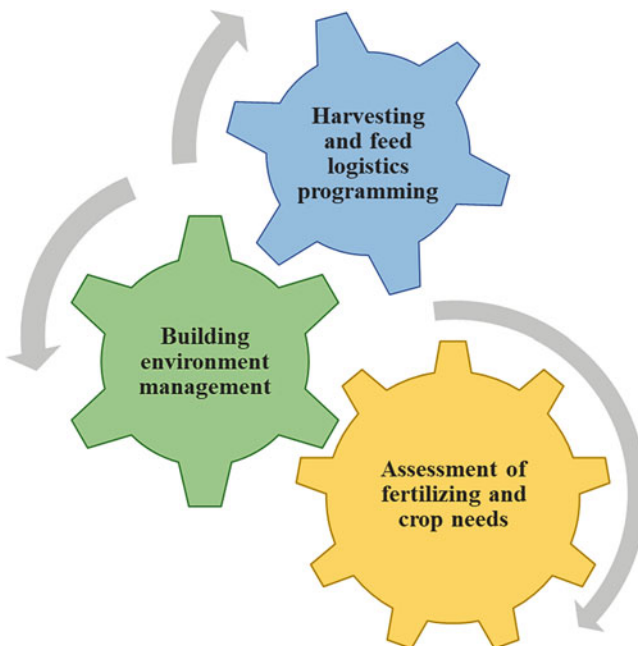 Harvesting
and feed
logistics
programming
Building
environment
management
Assessment of
fertilizing and
crop needs